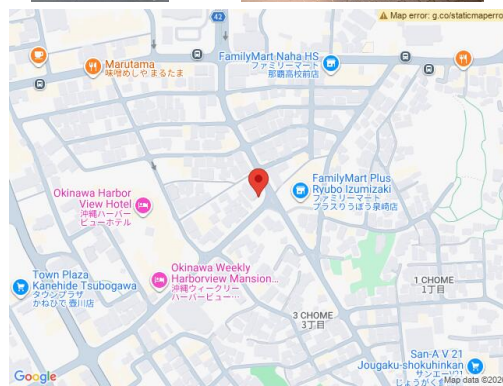 ⚠ Map error: g.co/staticmaperro
42
Marutama
味噌めしや まるたま
FamilyMart Naha HS
ファミリーマート
那覇高校前店
FamilyMart Plus
Ryubo Izumizaki
ファミリーマート
プラスりうぼう泉崎店
Okinawa Harbor
View Hotel
沖縄ハーバー
ビューホテル
Okinawa Weekly
Harborview Mansion...
沖縄ウィークリー
ハーバービュー…
Town Plaza
Kanehide Tsubogawa
タウンプラザ
かねひで 壺川店
1 CHOME
1丁目
3 CHOME
3丁目
San-A V 21
Jougaku-shokuhinkan
サンエーV21
Google
Map data ©202